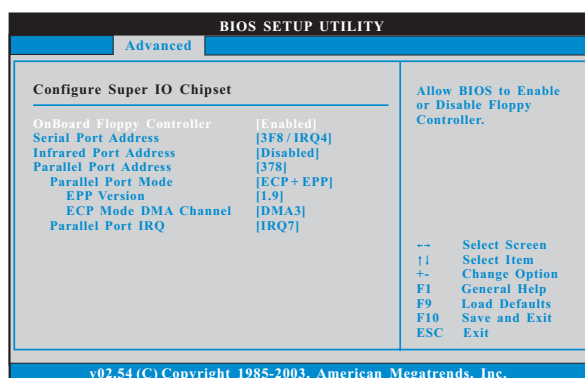 BIOS SETUP UTILITY
Advanced
Configure Super IO Chipset
OnBoard Floppy Controller [Enabled]
Serial Port Address [3F8 / IRQ4]
Infrared Port Address [Disabled]
Parallel Port Address [378]
Parallel Port Mode [ECP + EPP]
EPP Version [1.9]
ECP Mode DMA Channel [DMA3]
Parallel Port IRQ [IRQ7]
Allow BIOS to Enable
or Disable Floppy
Controller.
←→ Select Screen
↑↓ Select Item
+- Change Option
F1 General Help
F9 Load Defaults
F10 Save and Exit
ESC Exit
v02.54 (C) Copyright 1985-2003, American Megatrends, Inc.